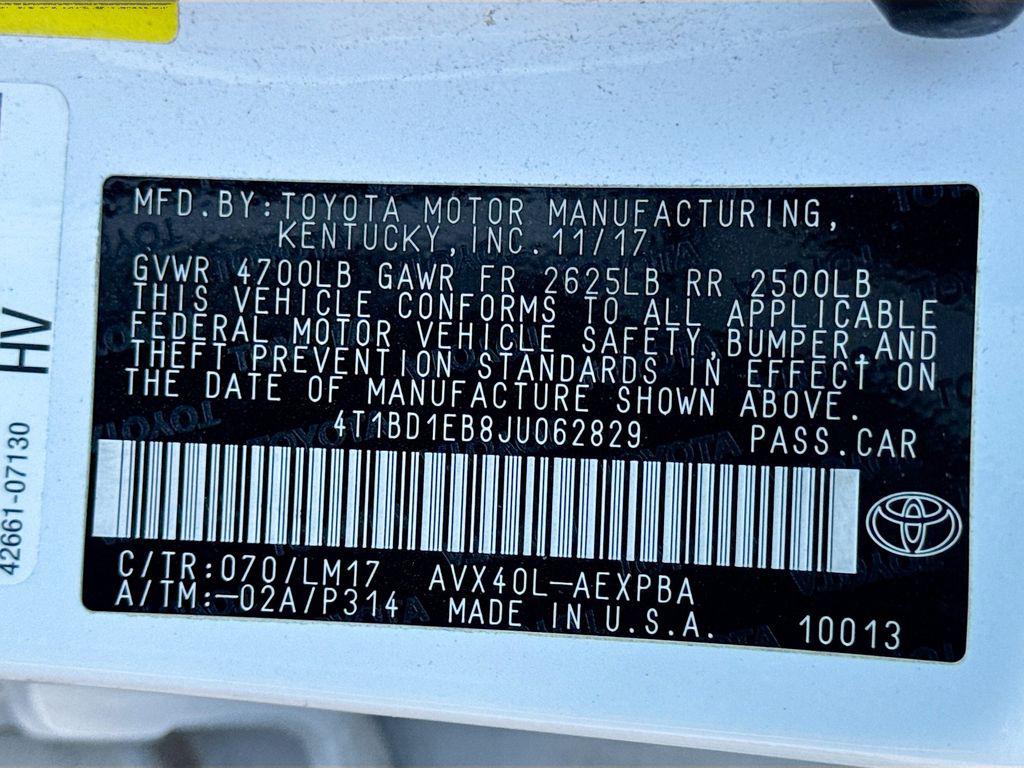 MFD.BY:TOYOTA MOTOR MANUFACTURING,
KENTUCKY,INC. 11/17
GVWR 4700LB GAWR FR 2625LB RR 2500LB
THIS VEHICLE CONFORMS TO ALL APPLICABLE
FEDERAL MOTOR VEHICLE SAFETY,BUMPER,AND
THEFT PREVENTION STANDARDS IN EFFECT ON
THE DATE OF MANUFACTURE SHOWN ABOVE.
4T1BD1EB8JU062829 PASS.CAR
C/TR:070/LM17 AVX40L-AEXPBA
A/TM:-02A/P314 MADE IN U.S.A. 10013
HV
42661-07130